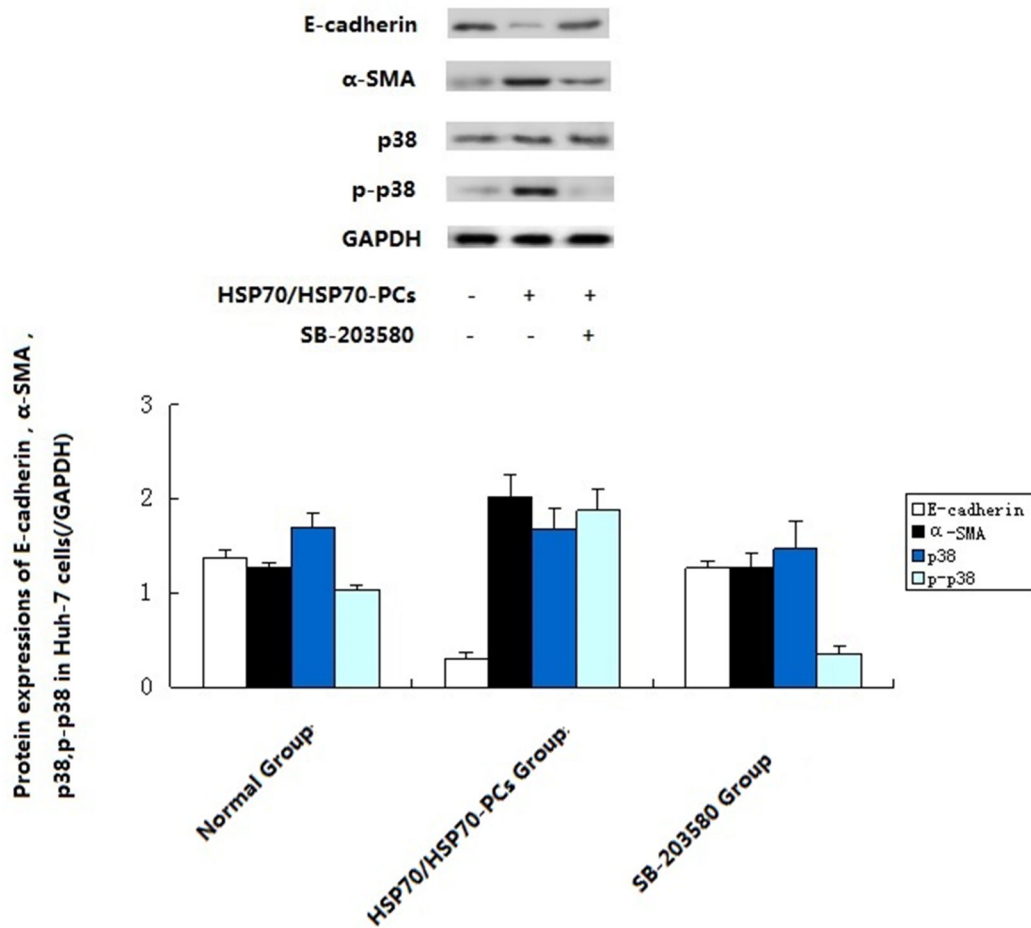 E-cadherin
α-SMA
p38
p-p38
GAPDH
HSP70/HSP70-PCs - + +
SB-203580 - - +
Protein expressions of E-cadherin , α-SMA ,
p38,p-p38 in Huh-7 cells(/GAPDH)
3
2
1
0
E-cadherin
α-SMA
p38
p-p38
Normal Group
HSP70/HSP70-PCs Group
SB-203580 Group